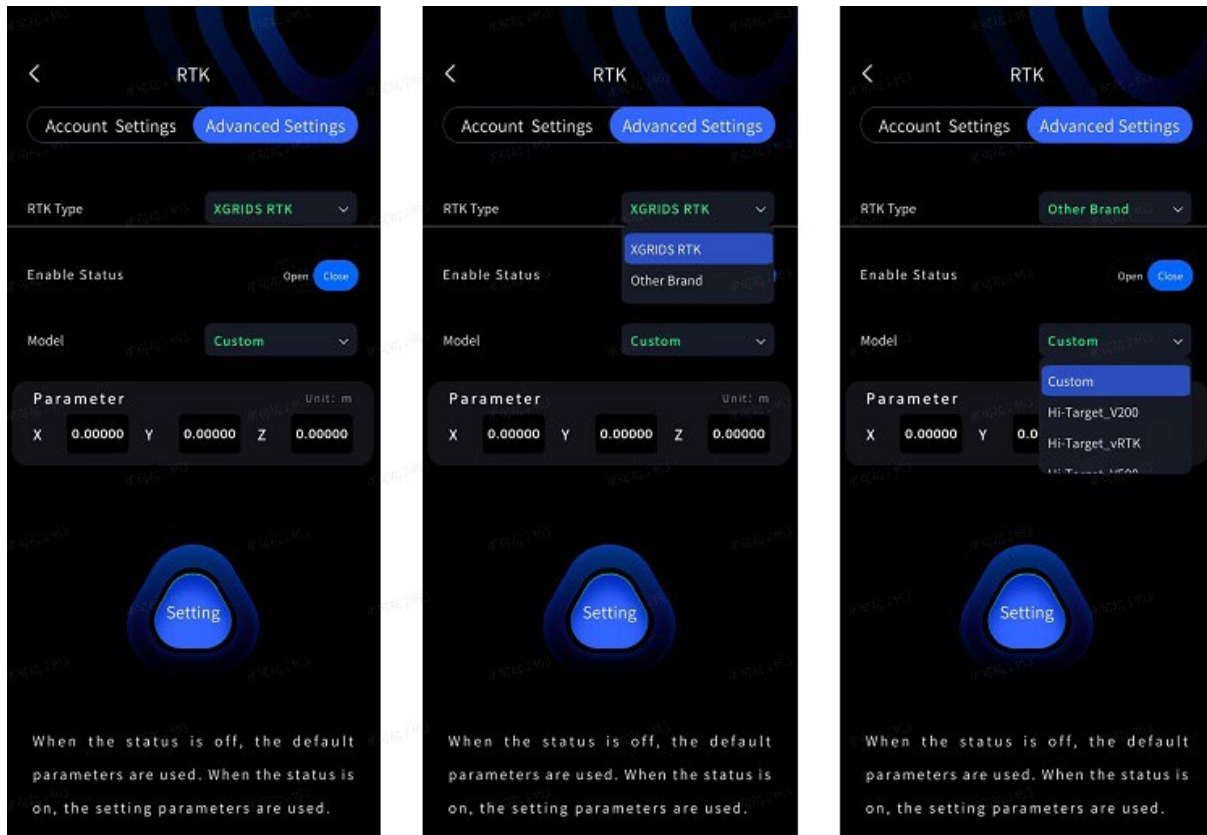 RTK
Account Settings Advanced Settings
RTK Type XGRIDS RTK
Enable Status Open Close
Model Custom
Parameter Unit: m
X 0.00000 Y 0.00000 Z 0.00000
Setting
When the status is off, the default
parameters are used. When the status is
on, the setting parameters are used.
RTK
Account Settings Advanced Settings
RTK Type XGRIDS RTK
XGRIDS RTK
Enable Status Other Brand
Model Custom
Parameter Unit: m
X 0.00000 Y 0.00000 Z 0.00000
Setting
When the status is off, the default
parameters are used. When the status is
on, the setting parameters are used.
RTK
Account Settings Advanced Settings
RTK Type Other Brand
Enable Status Open Close
Model Custom
Custom
Parameter
Hi-Target_V200
X 0.00000 Y 0.0 Hi-Target_vRTK
Setting
When the status is off, the default
parameters are used. When the status is
on, the setting parameters are used.